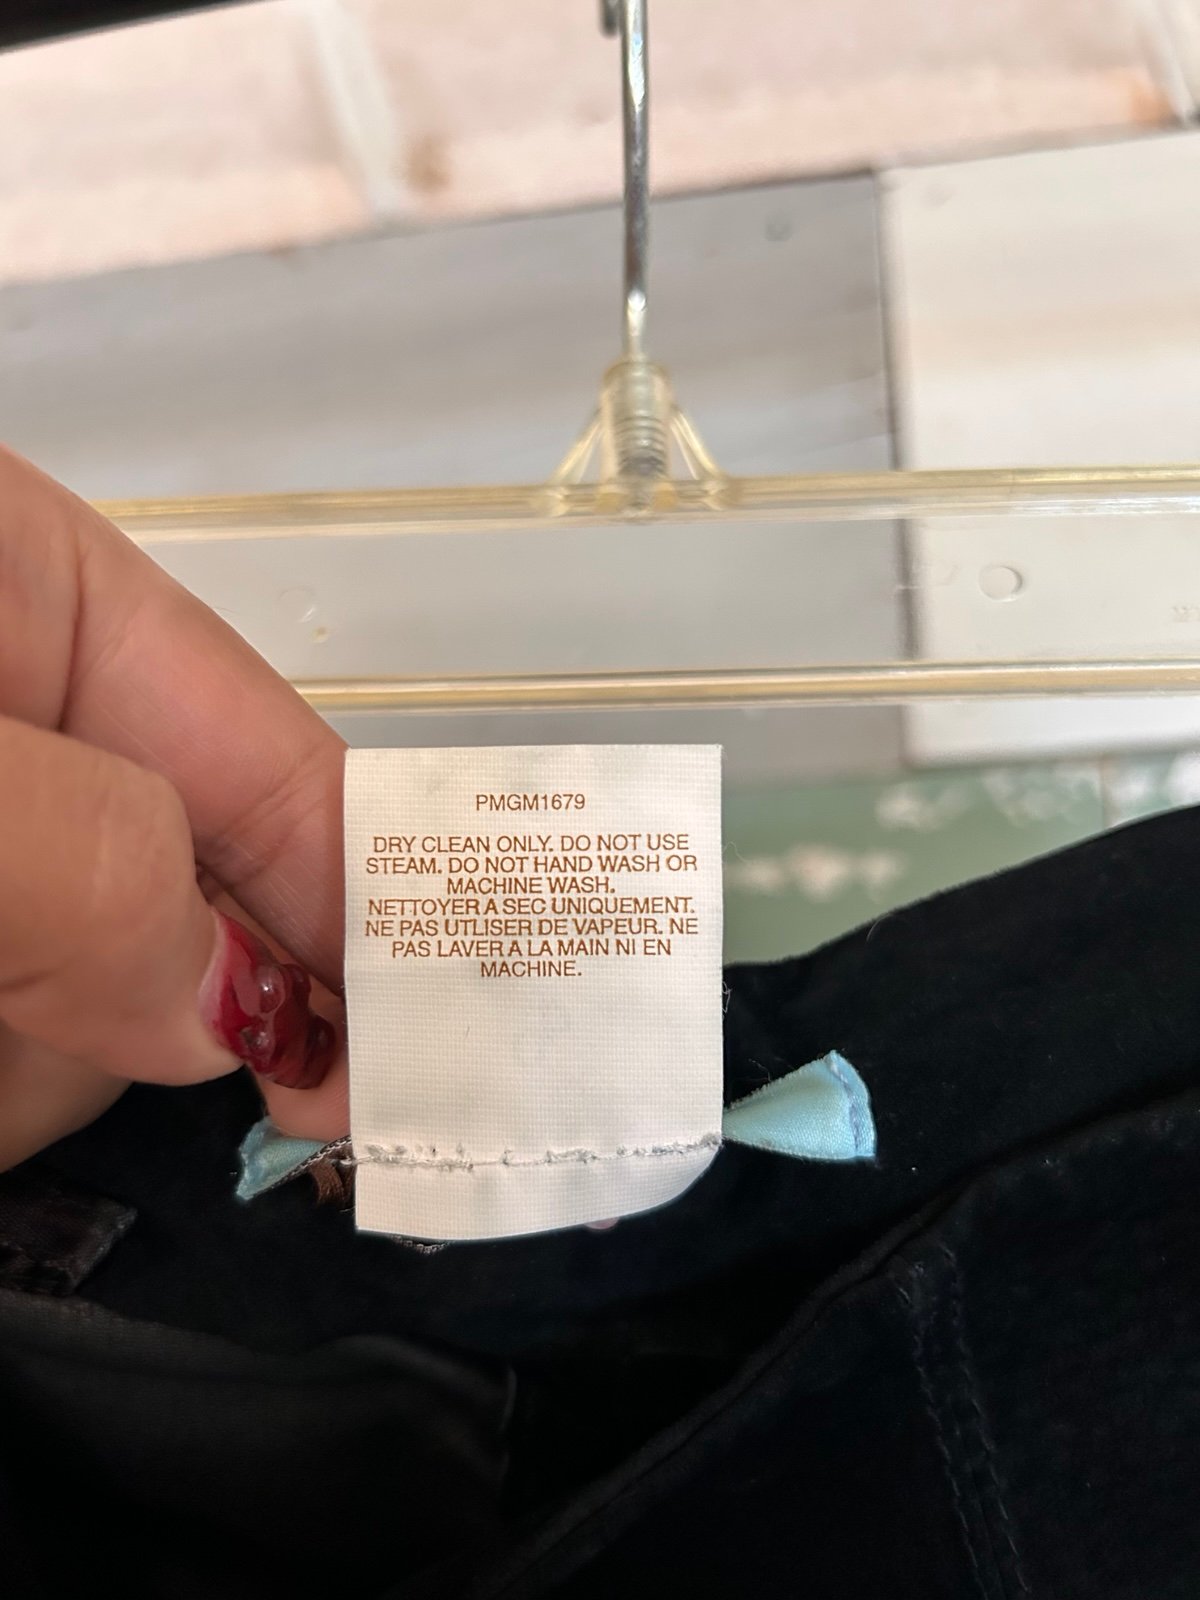 PMGM1679
DRY CLEAN ONLY. DO NOT USE
STEAM. DO NOT HAND WASH OR
MACHINE WASH.
NETTOYER A SEC UNIQUEMENT.
NE PAS UTLISER DE VAPEUR. NE
PAS LAVER A LA MAIN NI EN
MACHINE.